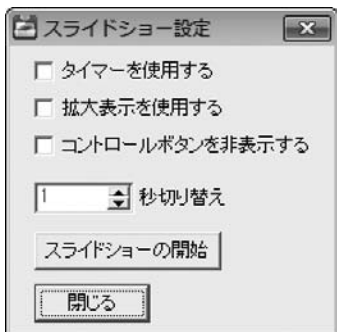 スライドショー設定
タイマーを使用する
拡大表示を使用する
コントロールボタンを非表示する
1 秒切り替え
スライドショーの開始
閉じる